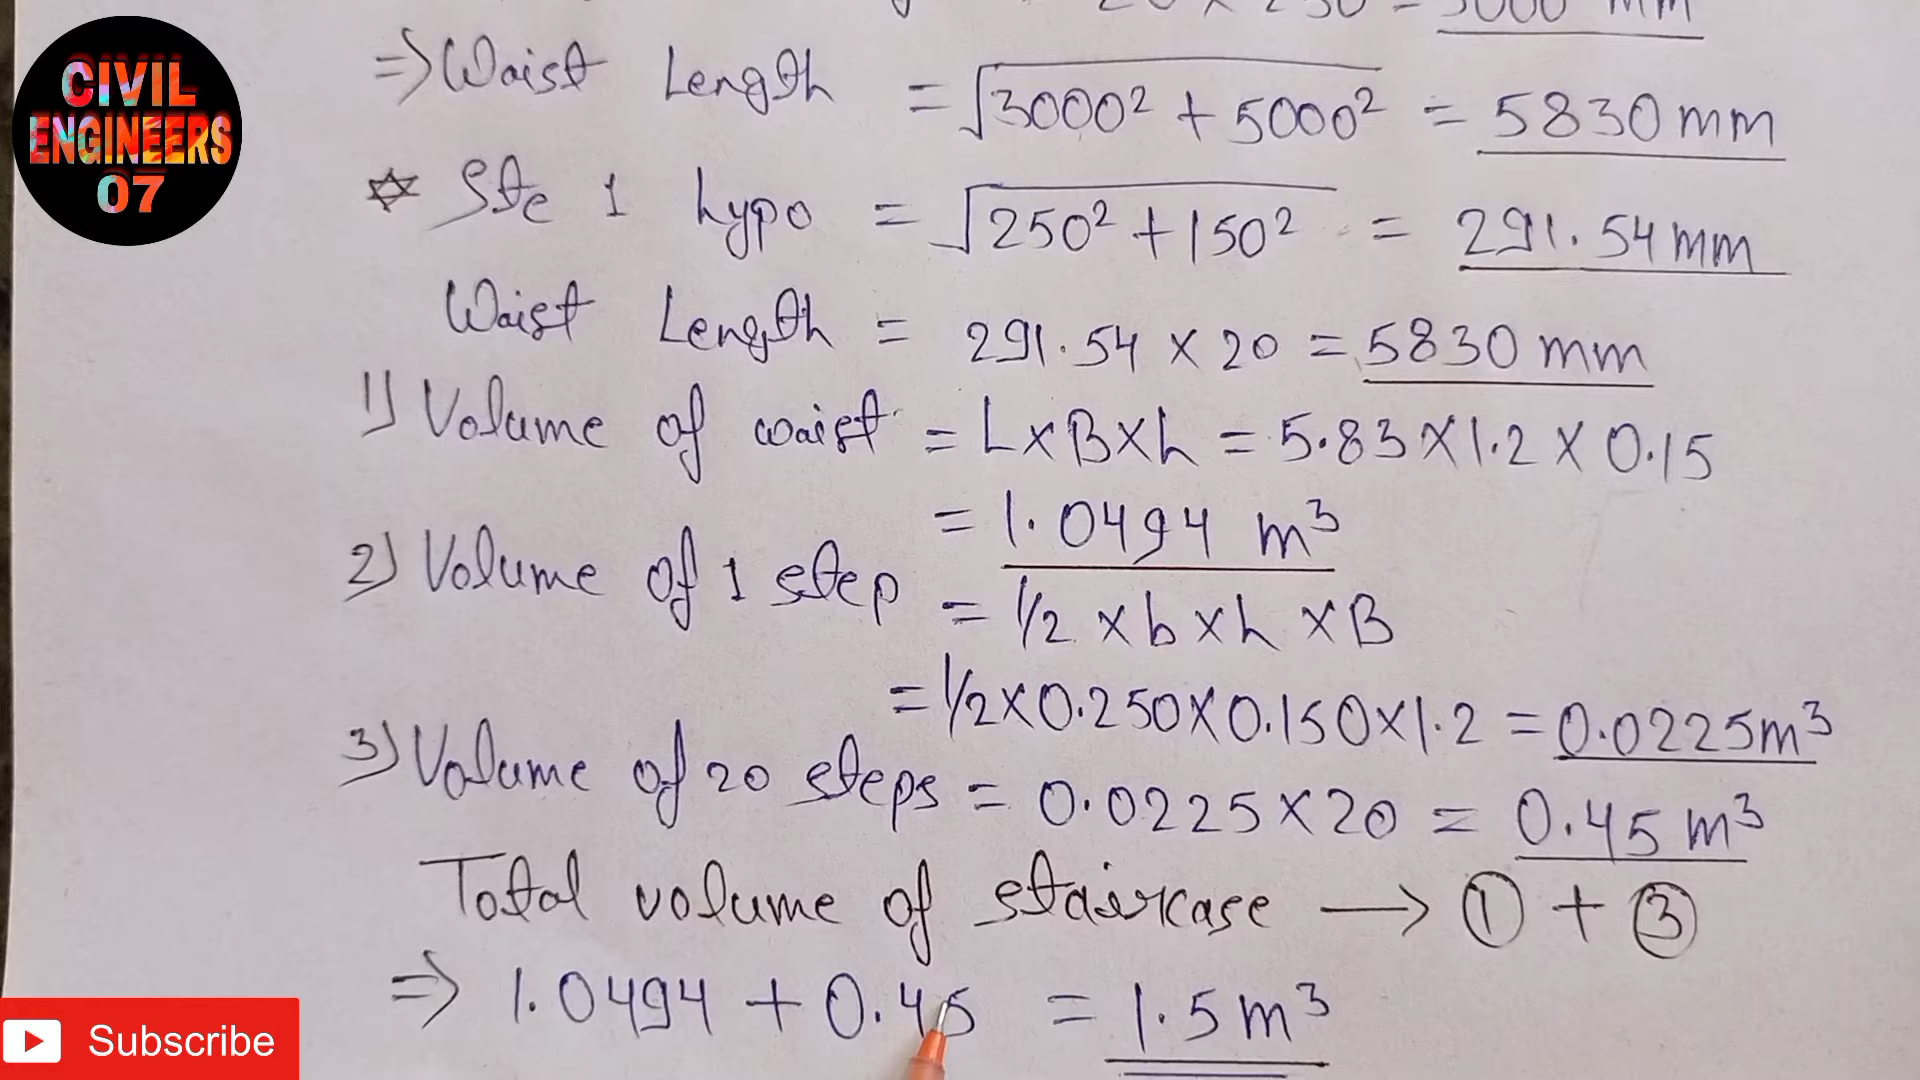 20 × 250 = 5000 mm
CIVIL
ENGINEERS
07
⇒ Waist Length = √3000² + 5000² = 5830 mm
✡ Ste 1 hypo = √250² + 150² = 291.54 mm
Waist Length = 291.54 × 20 = 5830 mm
1) Volume of waist = L×B×h = 5.83 × 1.2 × 0.15
= 1.0494 m³
2) Volume of 1 step = 1/2 × b × h × B
= 1/2 × 0.250 × 0.150 × 1.2 = 0.0225 m³
3) Volume of 20 steps = 0.0225 × 20 = 0.45 m³
Total volume of staircase → ① + ③
⇒ 1.0494 + 0.45 = 1.5 m³
Subscribe